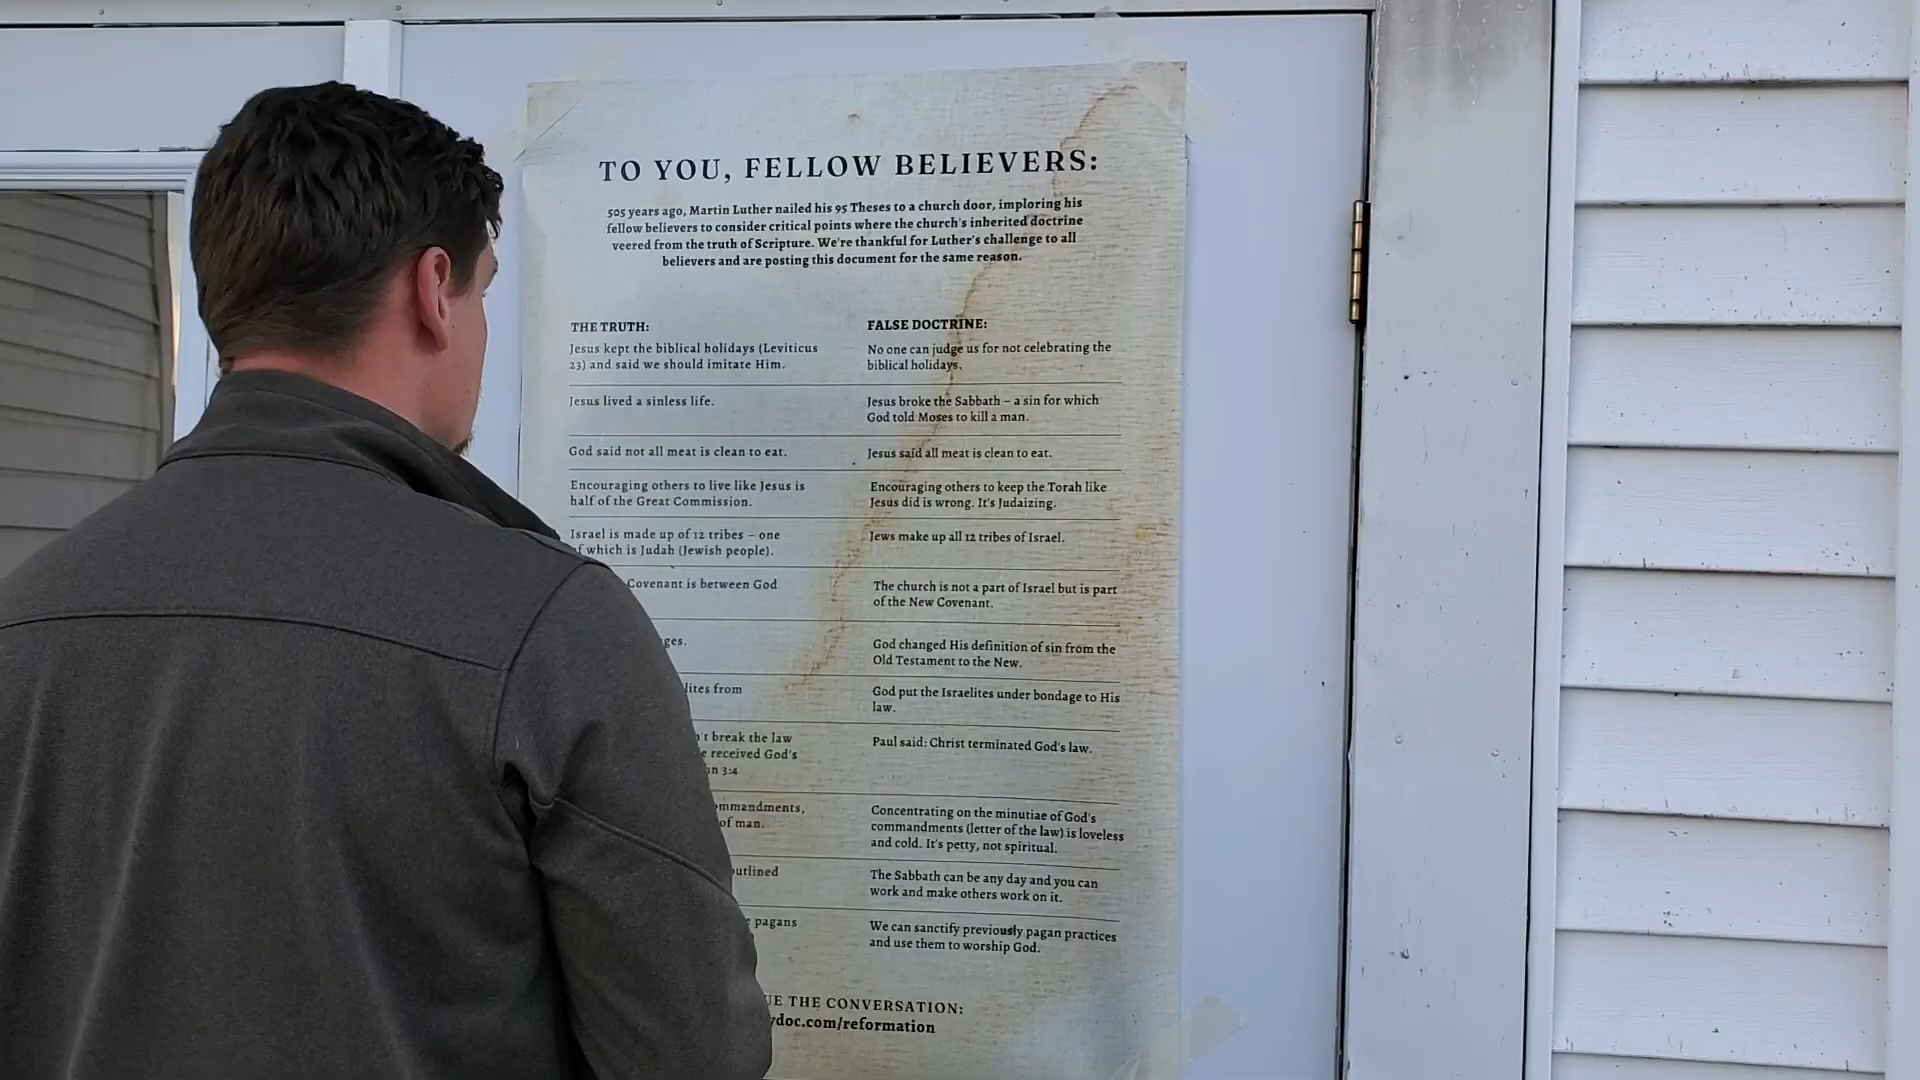 TO YOU, FELLOW BELIEVERS:
505 years ago, Martin Luther nailed his 95 Theses to a church door, imploring his
fellow believers to consider critical points where the church's inherited doctrine
veered from the truth of Scripture. We're thankful for Luther's challenge to all
believers and are posting this document for the same reason.
THE TRUTH:
FALSE DOCTRINE:
Jesus kept the biblical holidays (Leviticus
23) and said we should imitate Him.
No one can judge us for not celebrating the
biblical holidays.
Jesus lived a sinless life.
Jesus broke the Sabbath – a sin for which
God told Moses to kill a man.
God said not all meat is clean to eat.
Jesus said all meat is clean to eat.
Encouraging others to live like Jesus is
half of the Great Commission.
Encouraging others to keep the Torah like
Jesus did is wrong. It's Judaizing.
Israel is made up of 12 tribes – one
of which is Judah (Jewish people).
Jews make up all 12 tribes of Israel.
Covenant is between God
The church is not a part of Israel but is part
of the New Covenant.
God changed His definition of sin from the
Old Testament to the New.
from
God put the Israelites under bondage to His
law.
break the law
received God's
3:4
Paul said: Christ terminated God's law.
of man.
Concentrating on the minutiae of God's
commandments (letter of the law) is loveless
and cold. It's petty, not spiritual.
The Sabbath can be any day and you can
work and make others work on it.
pagans
We can sanctify previously pagan practices
and use them to worship God.
THE CONVERSATION:
doc.com/reformation